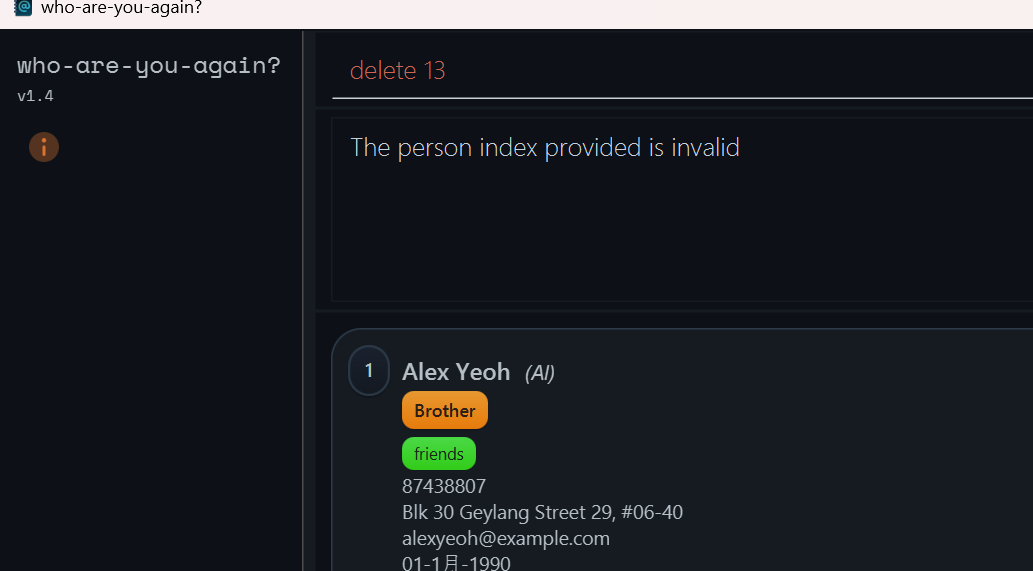 who-are-you-again?
who-are-you-again?
v1.4
delete 13
The person index provided is invalid
1
Alex Yeoh (Al)
Brother
friends
87438807
Blk 30 Geylang Street 29, #06-40
alexyeoh@example.com
01-1月-1990